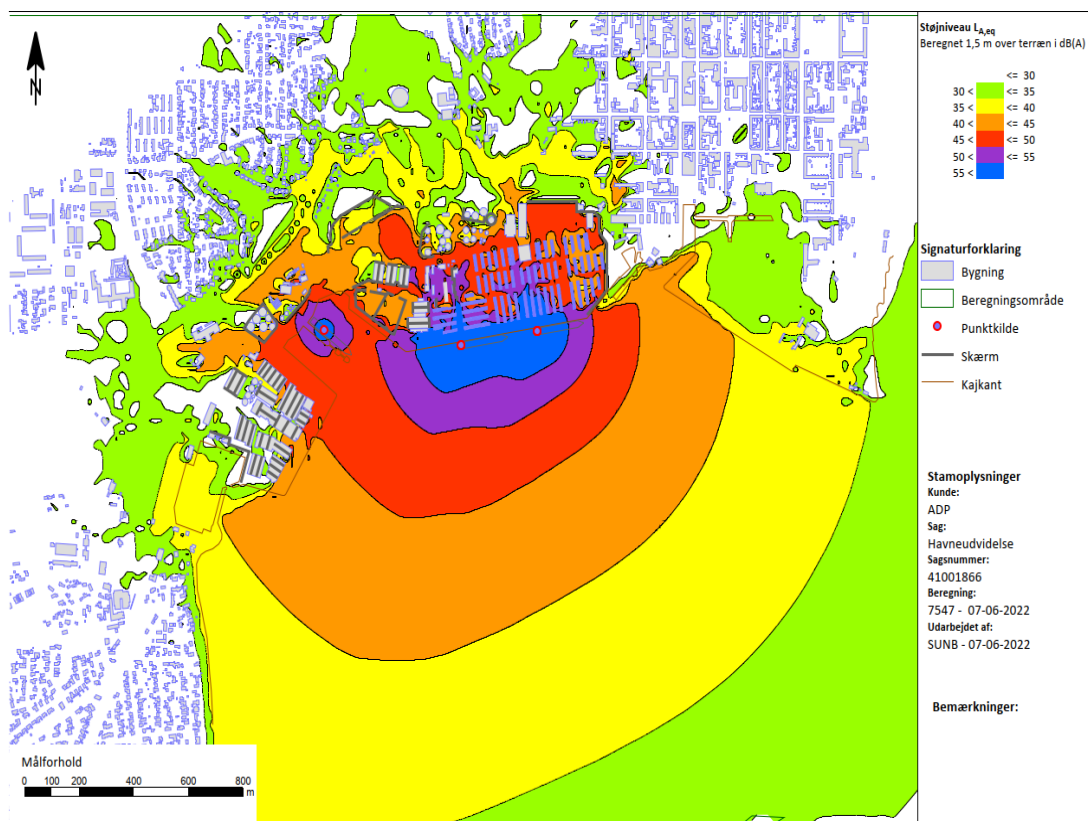 N
Støjniveau L A,eq
Beregnet 1,5 m over terræn i dB(A)
<= 30
30 < <= 35
35 < <= 40
40 < <= 45
45 < <= 50
50 < <= 55
55 <
Signaturforklaring
Bygning
Beregningsområde
Punktkilde
Skærm
Kajkant
Stamoplysninger
Kunde:
ADP
Sag:
Havneudvidelse
Sagsnummer:
41001866
Beregning:
7547 - 07-06-2022
Udarbejdet af:
SUNB - 07-06-2022
Bemærkninger:
Målforhold
0 100 200 400 600 800
m